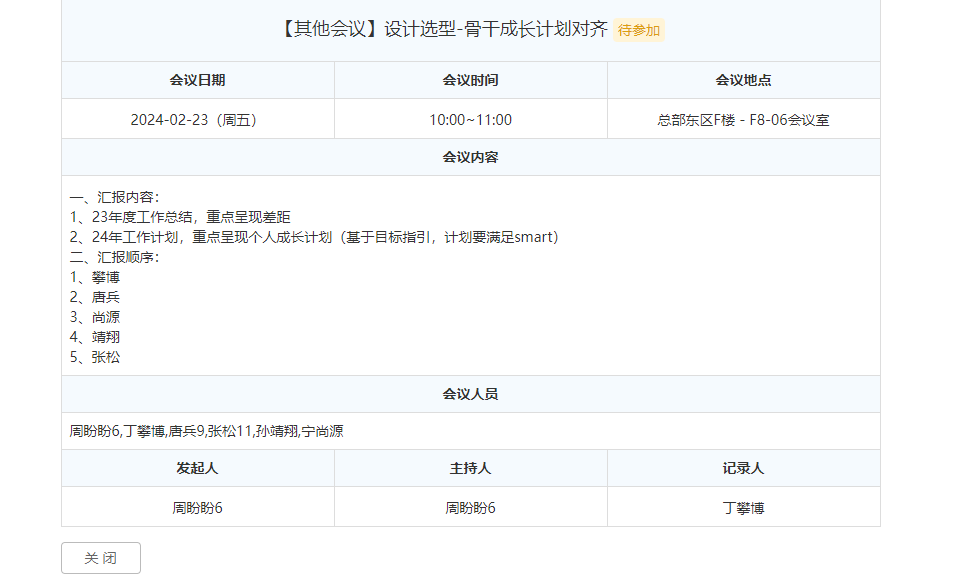 【其他会议】设计选型-骨干成长计划对齐 待参加
会议日期 会议时间 会议地点
2024-02-23（周五） 10:00~11:00 总部东区F楼 - F8-06会议室
会议内容
一、汇报内容：
1、23年度工作总结，重点呈现差距
2、24年工作计划，重点呈现个人成长计划（基于目标指引，计划要满足smart）
二、汇报顺序：
1、攀博
2、唐兵
3、尚源
4、靖翔
5、张松
会议人员
周盼盼6,丁攀博,唐兵9,张松11,孙靖翔,宁尚源
发起人 主持人 记录人
周盼盼6 周盼盼6 丁攀博
关 闭